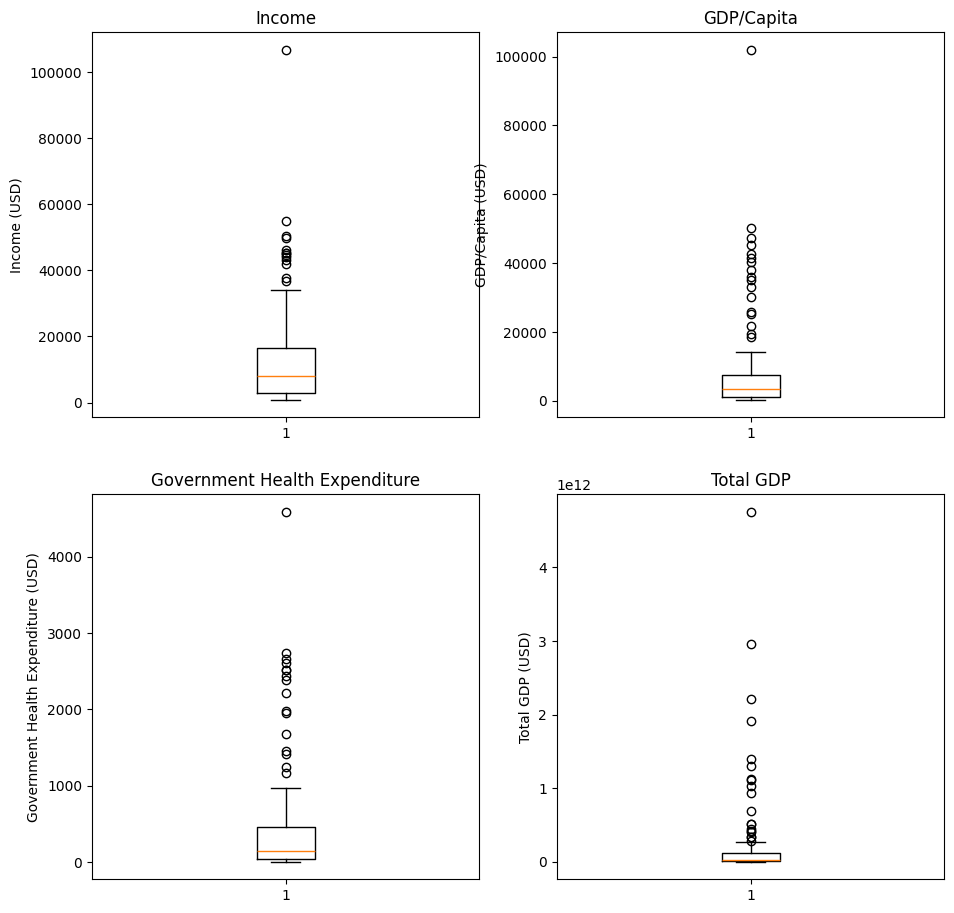 Income
Income (USD)
100000
80000
60000
40000
20000
0
1
GDP/Capita
GDP/Capita (USD)
100000
80000
60000
40000
20000
0
1
Government Health Expenditure
Government Health Expenditure (USD)
4000
3000
2000
1000
0
1
Total GDP
1e12
Total GDP (USD)
4
3
2
1
0
1